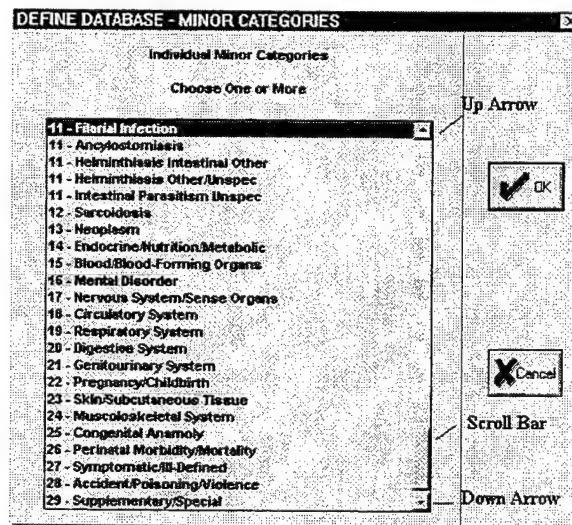 DEFINE DATABASE - MINOR CATEGORIES
Individual Minor Categories
Choose One or More
Up Arrow
11 - Filarial Infection
11 - Ancylostomiasis
11 - Helminthiasis Intestinal Other
11 - Helminthiasis Other/Unspec
11 - Intestinal Parasitism Unspec
12 - Sarcoidosis
13 - Neoplasm
14 - Endocrine/Nutrition/Metabolic
15 - Blood/Blood-Forming Organs
16 - Mental Disorder
17 - Nervous System/Sense Organs
18 - Circulatory System
19 - Respiratory System
20 - Digestive System
21 - Genitourinary System
22 - Pregnancy/Childbirth
23 - Skin/Subcutaneous Tissue
24 - Muscoloskeletal System
25 - Congenital Anamoly
26 - Perinatal Morbidity/Mortality
27 - Symptomatic/Ill-Defined
28 - Accident/Poisoning/Violence
29 - Supplementary/Special
OK
Cancel
Scroll Bar
Down Arrow